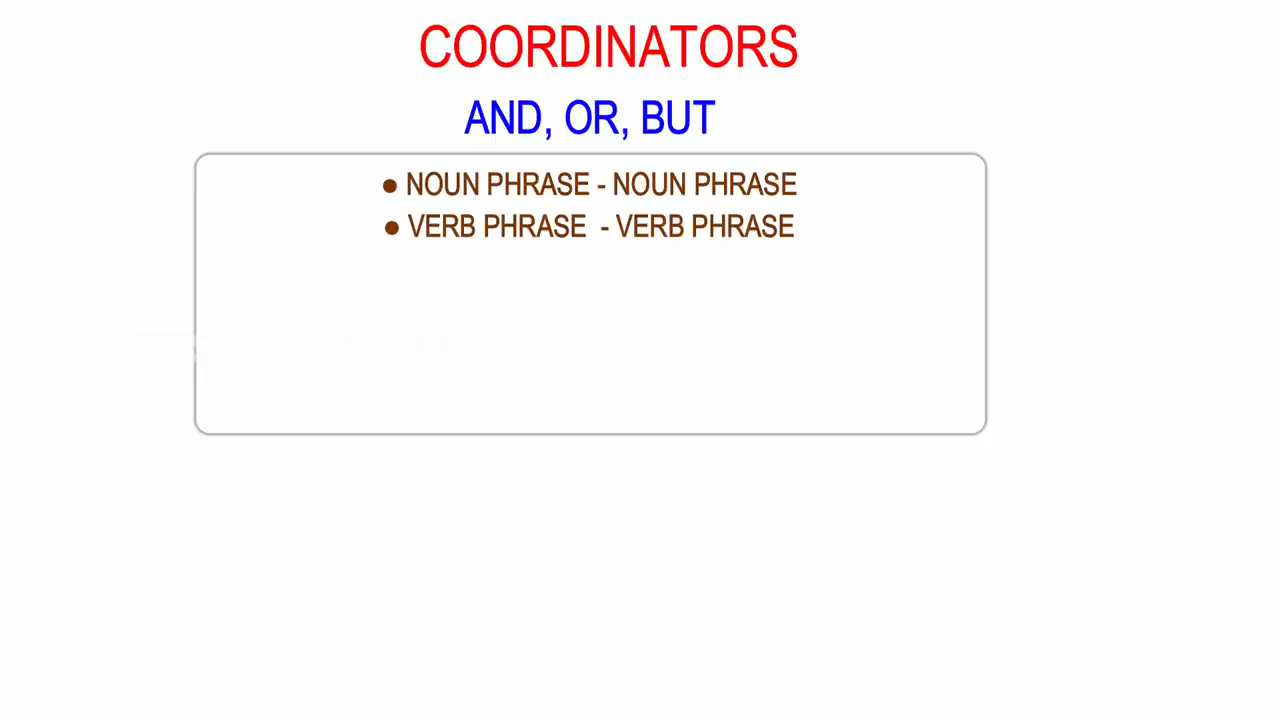 COORDINATORS
AND, OR, BUT
● NOUN PHRASE - NOUN PHRASE
● VERB PHRASE - VERB PHRASE